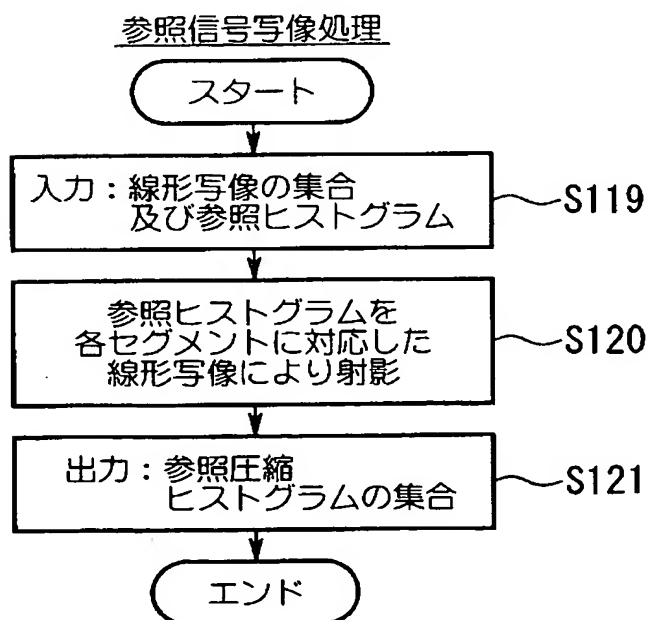 参照信号写像処理
スタート
入力：線形写像の集合
及び参照ヒストグラム
S119
参照ヒストグラムを
各セグメントに対応した
線形写像により射影
S120
出力：参照圧縮
ヒストグラムの集合
S121
エンド